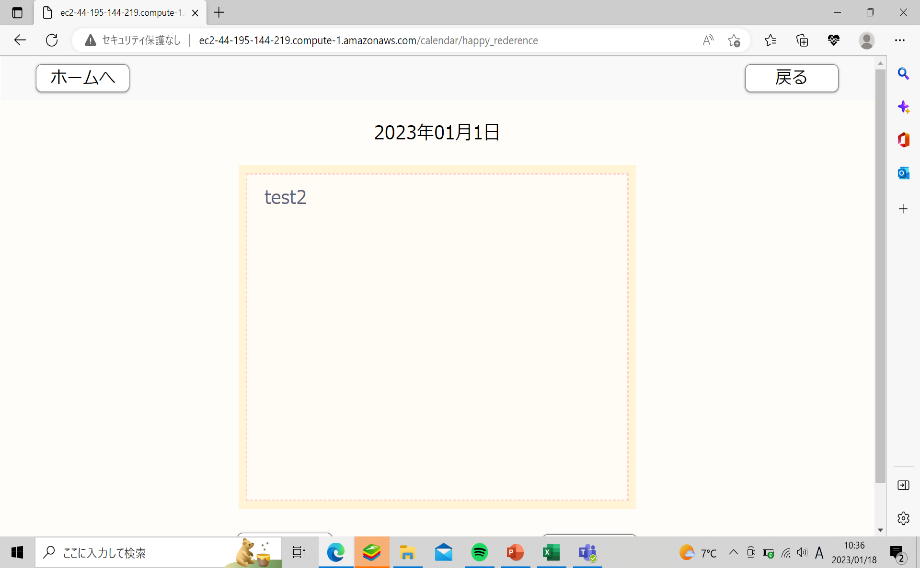 ec2-44-195-144-219.compute-1.
セキュリティ保護なし | ec2-44-195-144-219.compute-1.amazonaws.com/calendar/happy_rederence
ホームへ
戻る
2023年01月1日
test2
ここに入力して検索
7°C
A
10:36
2023/01/18
2